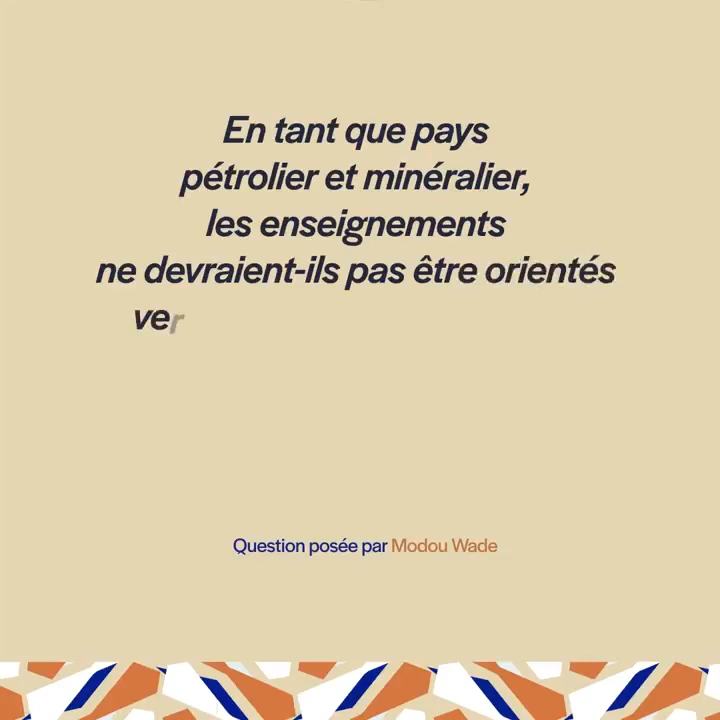 En tant que pays
pétrolier et minéralier,
les enseignements
ne devraient-ils pas être orientés
ver
Question posée par Modou Wade